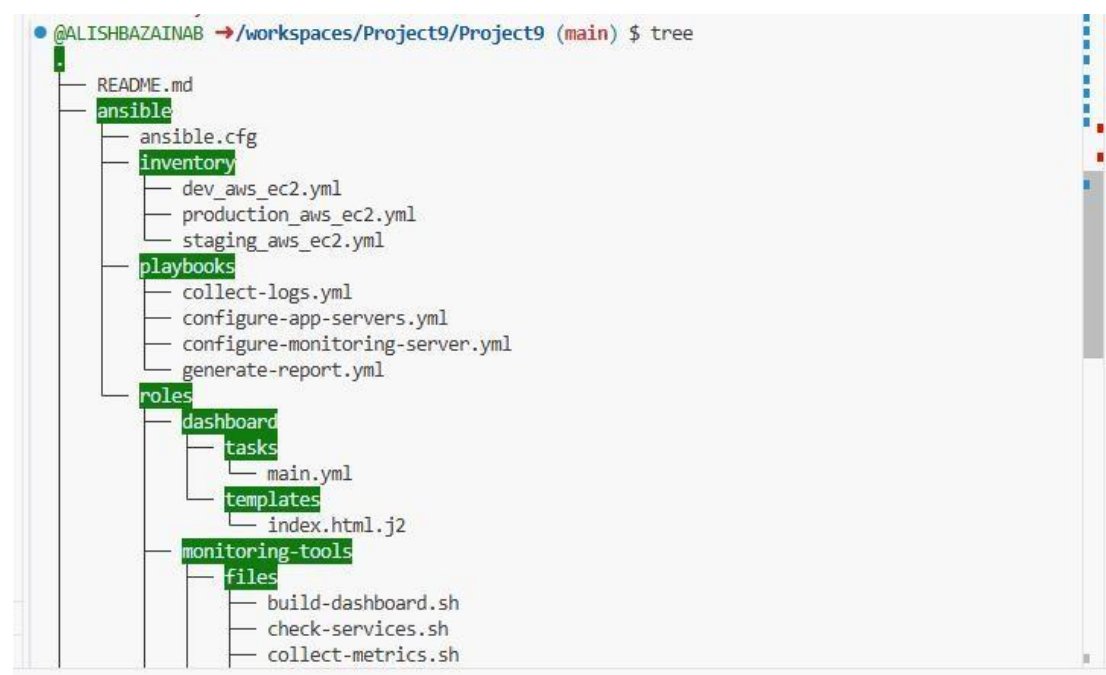 @ALISHBAZAINAB ➜/workspaces/Project9/Project9 (main) $ tree
.
├── README.md
├── ansible
│   ├── ansible.cfg
│   ├── inventory
│   │   ├── dev_aws_ec2.yml
│   │   ├── production_aws_ec2.yml
│   │   └── staging_aws_ec2.yml
│   ├── playbooks
│   │   ├── collect-logs.yml
│   │   ├── configure-app-servers.yml
│   │   ├── configure-monitoring-server.yml
│   │   └── generate-report.yml
│   └── roles
│       ├── dashboard
│       │   ├── tasks
│       │   │   └── main.yml
│       │   └── templates
│       │       └── index.html.j2
│       ├── monitoring-tools
│       │   ├── files
│       │   │   ├── build-dashboard.sh
│       │   │   ├── check-services.sh
│       │   │   ├── collect-metrics.sh